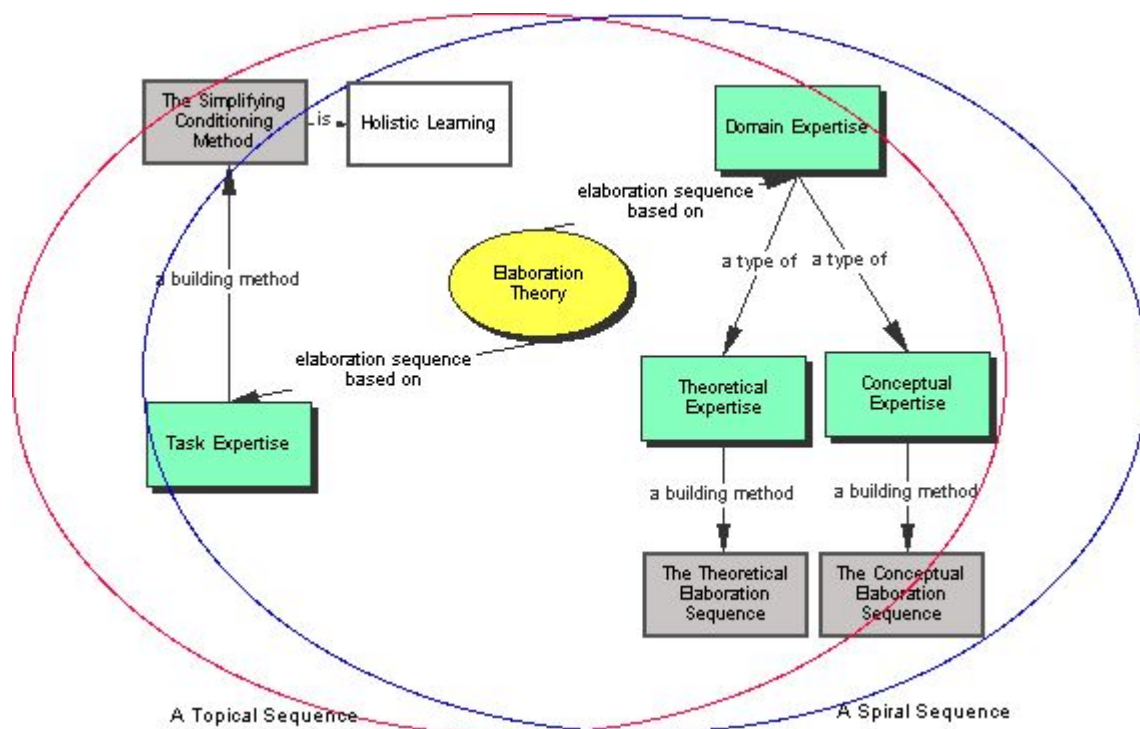 The Simplifying
Conditioning
Method
is
Holistic Learning
Domain Expertise
elaboration sequence
based on
Elaboration
Theory
a type of
a type of
a building method
elaboration sequence
based on
Task Expertise
Theoretical
Expertise
Conceptual
Expertise
a building method
a building method
The Theoretical
Elaboration
Sequence
The Conceptual
Elaboration
Sequence
A Topical Sequence
A Spiral Sequence